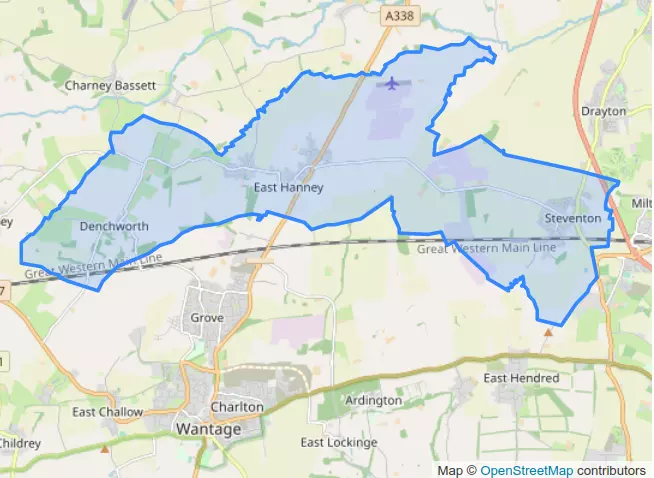 A338
Charney Bassett
Drayton
East Hanney
Denchworth
Steventon
Great Western Main Line
Great Western Main Line
Grove
East Hendred
Ardington
Charlton
East Challow
Wantage
East Lockinge
Childrey
Map © OpenStreetMap contributors